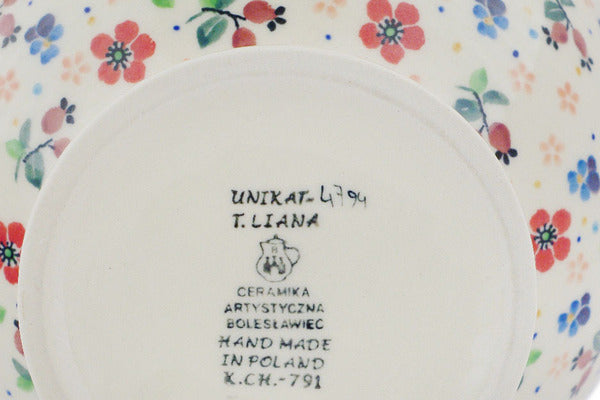 UNIKAT-4794
T. LIANA
CERAMIKA
ARTYSTYCZNA
BOLESŁAWIEC
HAND MADE
IN POLAND
K.CH.-791